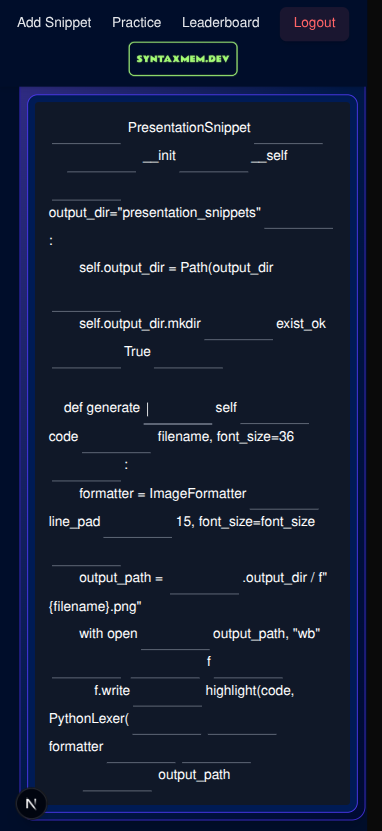 Add Snippet Practice Leaderboard Logout
SYNTAXMEM.DEV
PresentationSnippet
__init __self
output_dir="presentation_snippets"
:
self.output_dir = Path(output_dir
self.output_dir.mkdir exist_ok
True
def generate self
code filename, font_size=36
:
formatter = ImageFormatter
line_pad 15, font_size=font_size
output_path = .output_dir / f"
{filename}.png"
with open output_path, "wb"
f
f.write highlight(code,
PythonLexer(
formatter
output_path
N